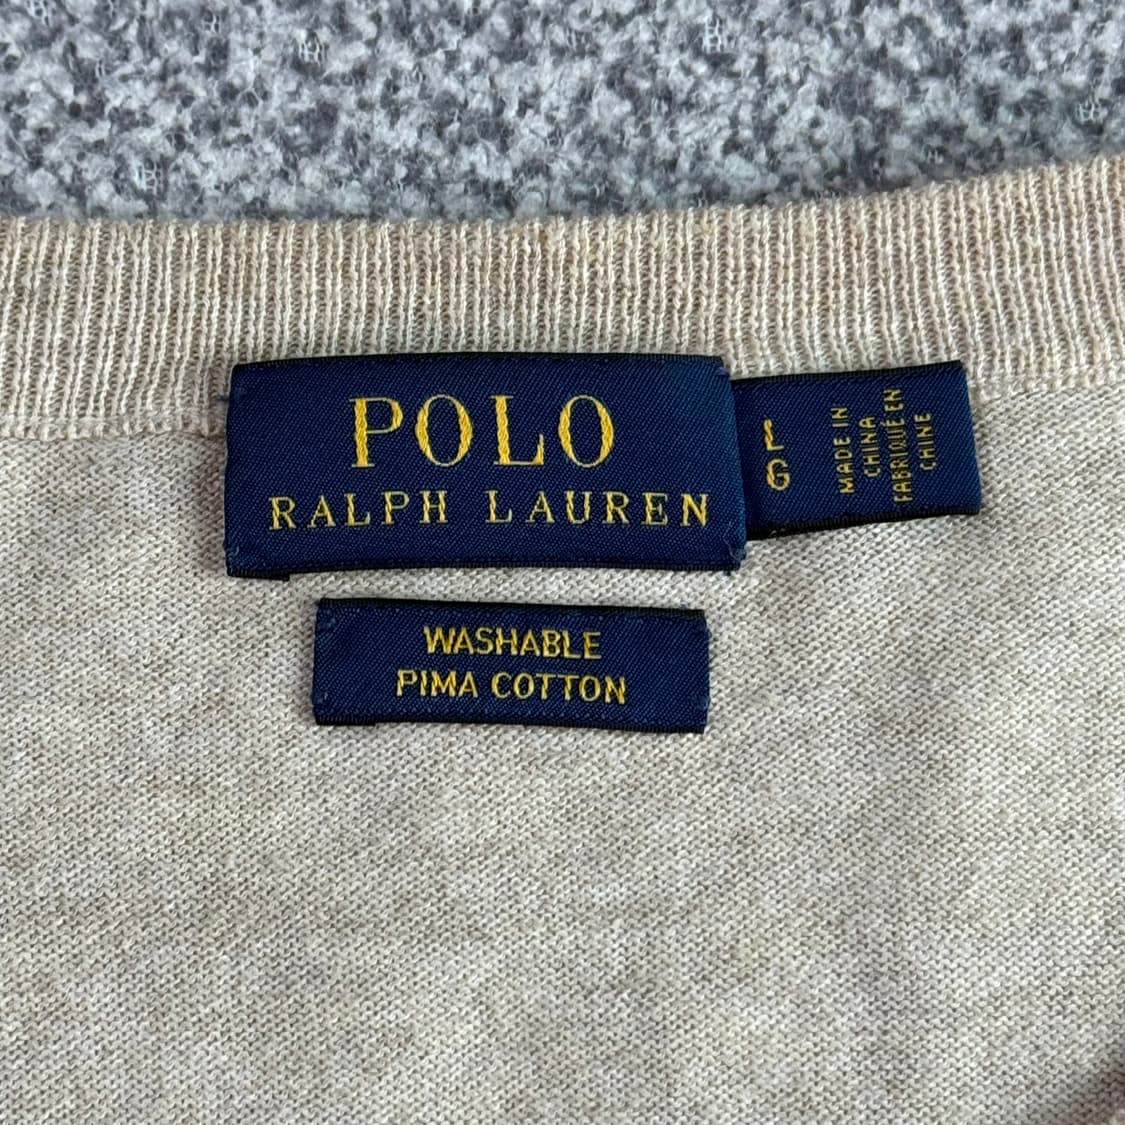 POLO
RALPH LAUREN
L
G
MADE IN
CHINA
FABRIQUÉ EN
CHINE
WASHABLE
PIMA COTTON